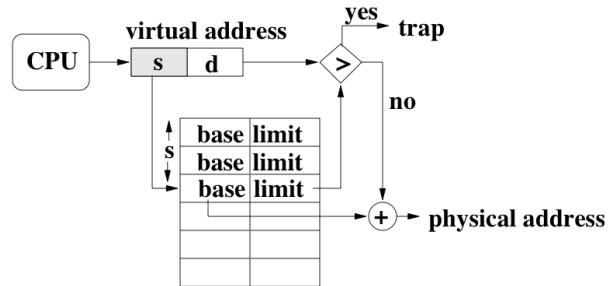 yes
virtual address
trap
CPU
s d
>
no
s
base limit
base limit
base limit
+
physical address